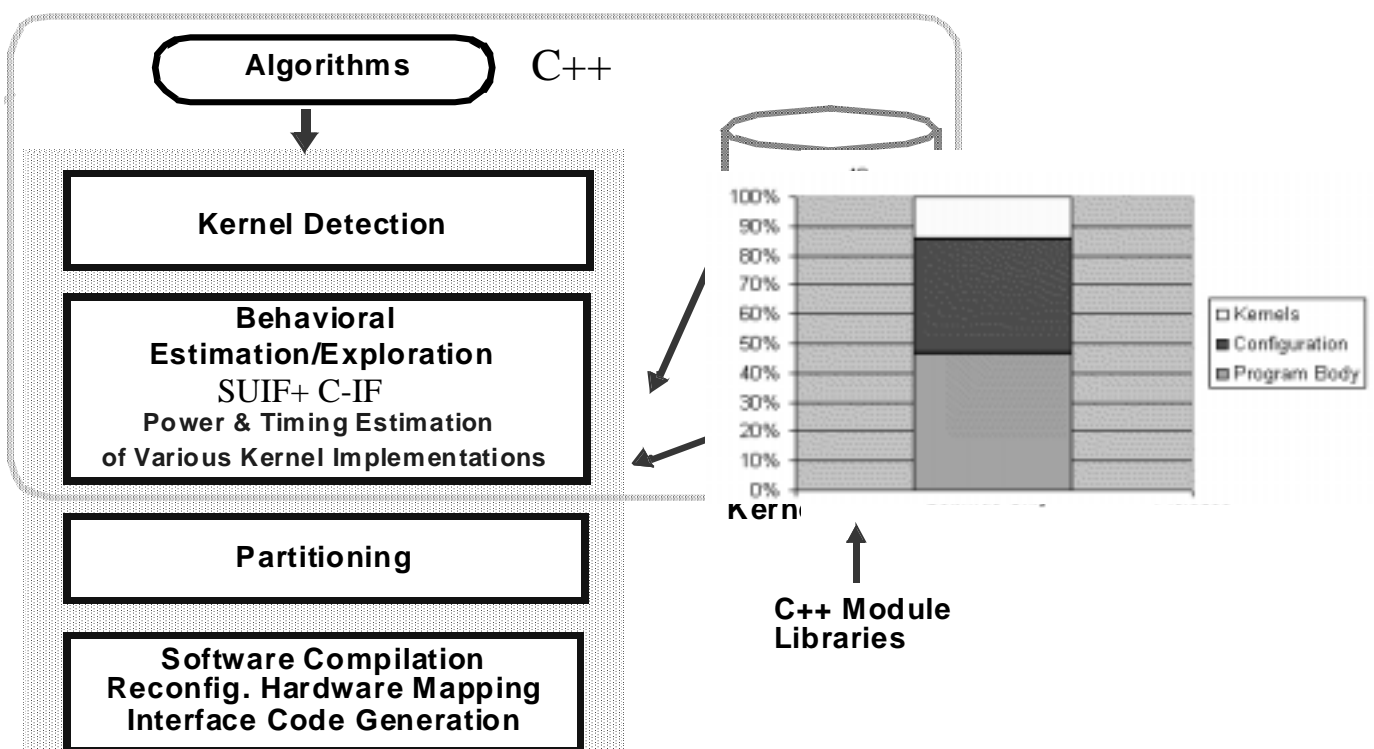 Algorithms
C++
Kernel Detection
Behavioral
Estimation/Exploration
SUIF+ C-IF
Power & Timing Estimation
of Various Kernel Implementations
Partitioning
Software Compilation
Reconfig. Hardware Mapping
Interface Code Generation
100%
90%
80%
70%
60%
50%
40%
30%
20%
10%
0%
Kernels
Configuration
Program Body
C++ Module
Libraries